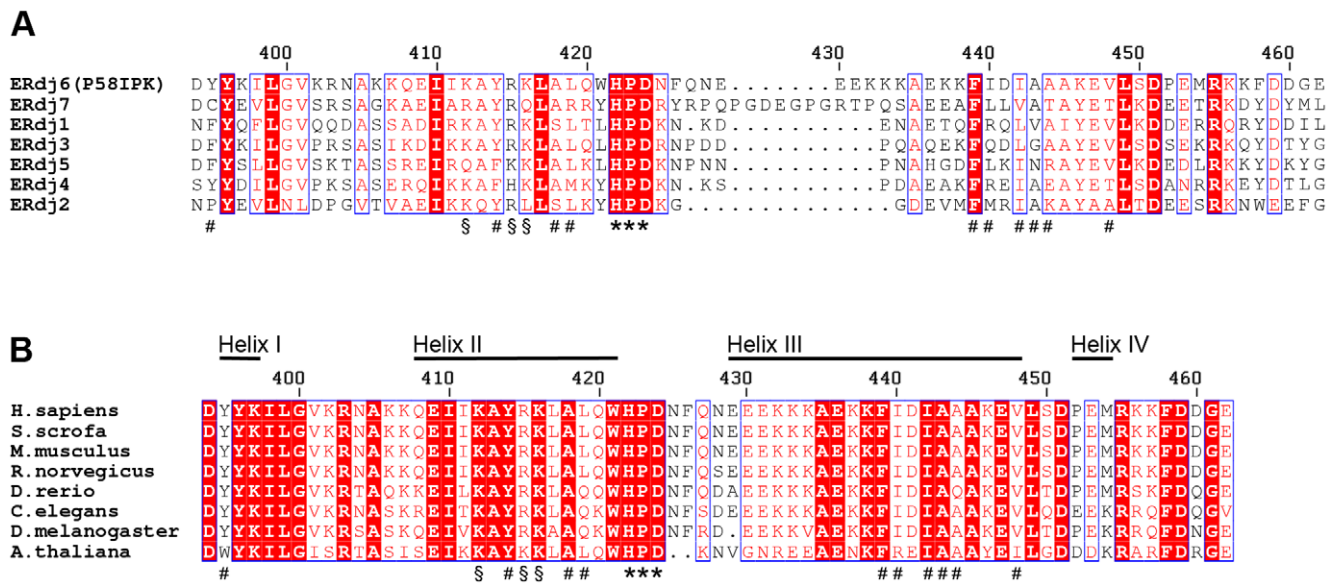 A
400 410 420 430 440 450 460
ERdj6(P58IPK) DYYKILGVKRNAKKQEIIKAYRKLALQWHPDNFQNE.......EEKKKAEKKFIDIAAAKEVLSDPEMRKKFDDGE
ERdj7 DCYEVLGVSRSAGKAEIARAYRQLARRYHPDRYRPQPGDEGPGRTPQSAEEAFLLVATAYETLKDEETRKDYDYML
ERdj1 NFYQFLGVQQDASSADIRKAYRKLSLTLHPDKN.KD..........ENAETQFRQLVAIYEVLKDDERRQRYDDIL
ERdj3 DFYKILGVPRSASIKDIKKAYRKLALQLHPDRNPDD..........PQAQEKFQDLGAAYEVLSDSEKRKQYDTYG
ERdj5 DFYSLLGVSKTASSREIRQAFKKLALKLHPDKNPNN..........PNAHGDFLKINRAYEVLKDEDLRKKYDKYG
ERdj4 SYYDILGVPKSASERQIKKAFHKLAMKYHPDKN.KS..........PDAEAKFREIAEAYETLSDANRRKEYDTLG
ERdj2 NPYEVLNLDPGVTVAEIKKQYRLLSLKYHPDKG..............GDEVMFMRIAKAYAALTDEESRKNWEEFG
# § # § § # # *** # # # # # #
B
Helix I Helix II Helix III Helix IV
400 410 420 430 440 450 460
H.sapiens DYYKILGVKRNAKKQEIIKAYRKLALQWHPDNFQNEEEKKKAEKKFIDIAAAKEVLSDPEMRKKFDDGE
S.scrofa DYYKILGVKRNAKKQEIIKAYRKLALQWHPDNFQNEEEKKKAEKKFIDIAAAKEVLSDPEMRKKFDDGE
M.musculus DYYKILGVKRNAKKQEIIKAYRKLALQWHPDNFQSEEEKKKAEKKFIDIAAAKEVLSDPEMRKKFDDGE
R.norvegicus DYYKILGVKRNAKKQEIIKAYRKLALQWHPDNFQSEEEKKKAEKKFIDIAAAKEVLSDPEMRKKFDDGE
D.rerio DYYKILGVKRTAQKKEILKAYRKLAQQWHPDNFQDAEEKKKAEKKFIDIAQAKEVLTDPEMRSKFDQGE
C.elegans DYYKILGVKRNASKREITKAYRKLAQKWHPDNFSDEEEKKKAEKKFIDIAAAKEVLQDEEKRRQFDQGV
D.melanogaster DYYKILGVKRSASKQEIVKAYRKAAQKWHPDNFRD.EEKKVAEKKFIDIAAAKEVLTDPEKRRQFDNGE
A.thaliana DWYKILGISRTASISEIKKAYKKLALQWHPD..KNVGNREEAENKFREIAAAYEILGDDDKRARFDRGE
# § # § § # # *** # # # # # #